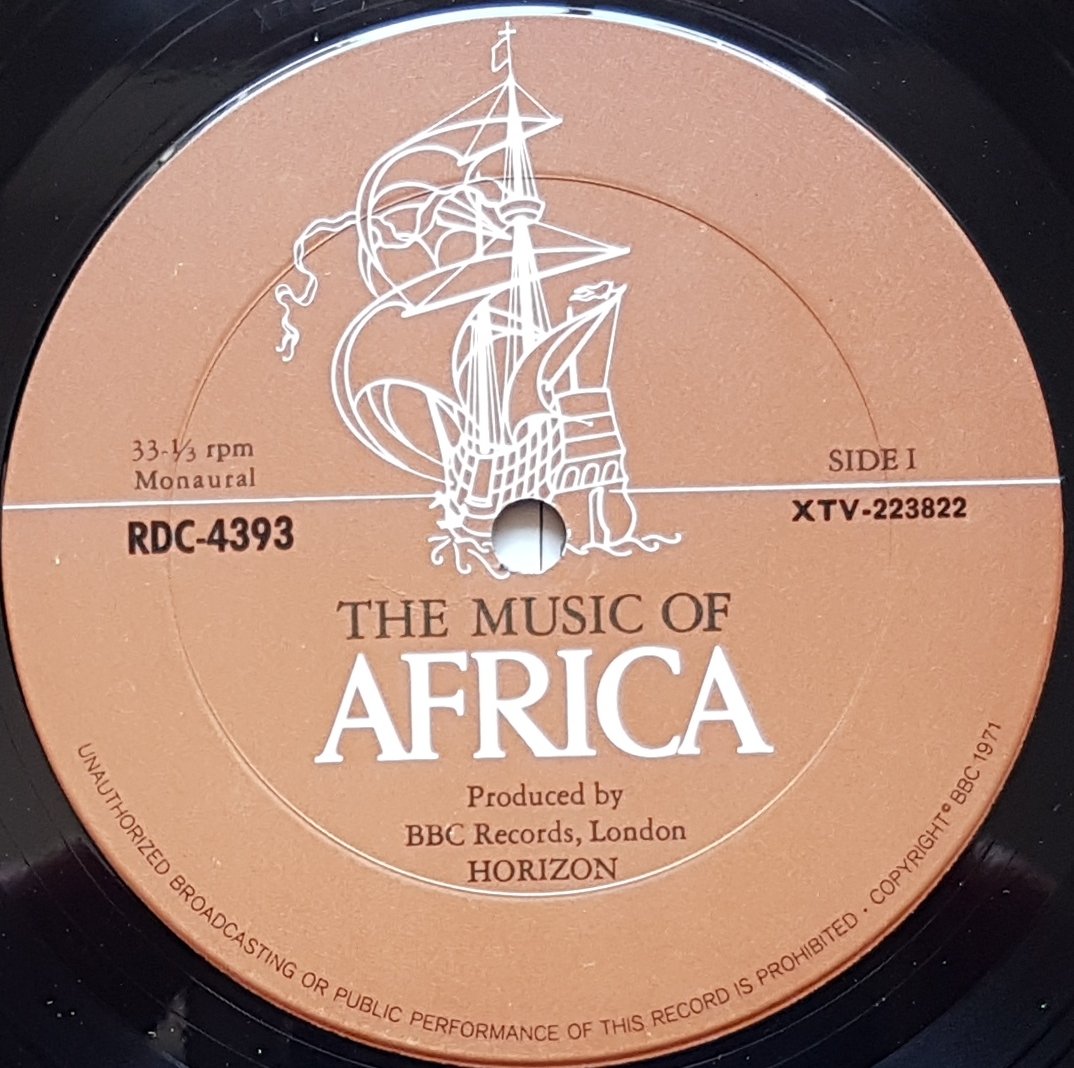 33-⅓ rpm
Monaural
SIDE I
RDC-4393
XTV-223822
THE MUSIC OF
AFRICA
Produced by
BBC Records, London
HORIZON
UNAUTHORIZED BROADCASTING OR PUBLIC PERFORMANCE OF THIS RECORD IS PROHIBITED · COPYRIGHT © BBC 1971